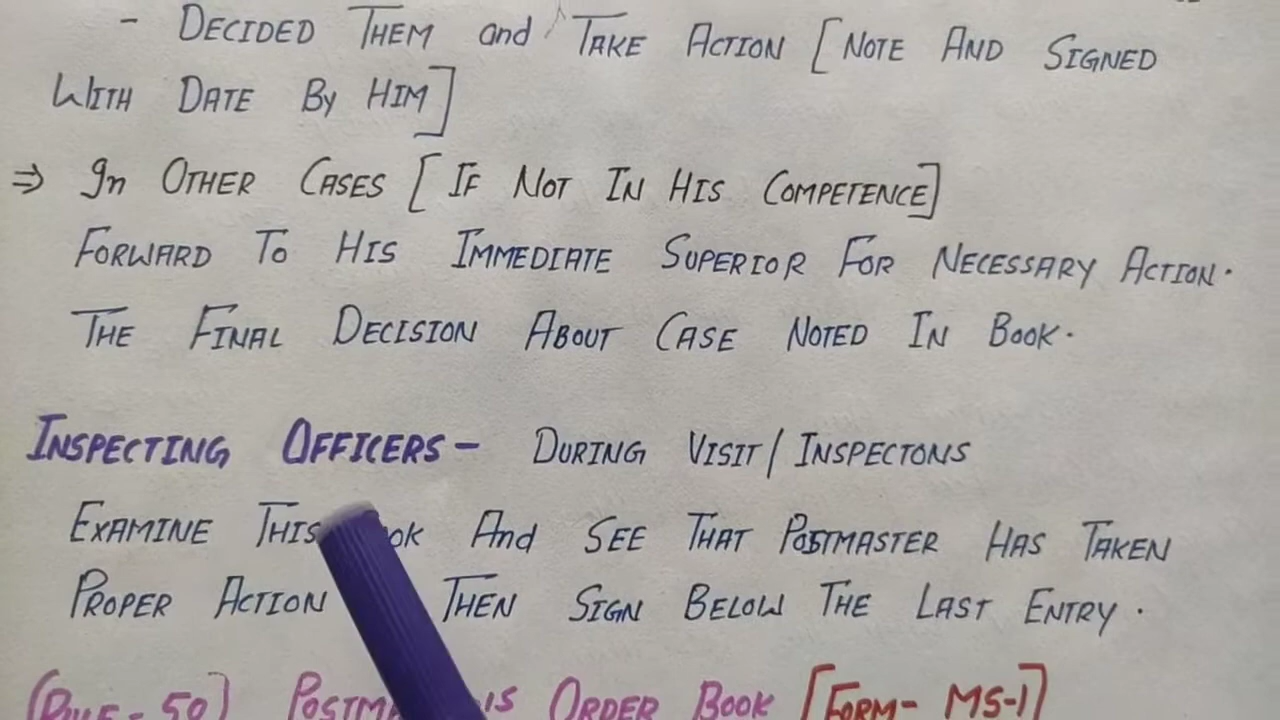 - DECIDED THEM and TAKE ACTION [NOTE AND SIGNED
WITH DATE By HIM]
⇒ In OTHER CASES [IF NOT IN HIS COMPETENCE]
FORWARD TO HIS IMMEDIATE SUPERIOR FOR NECESSARY ACTION.
THE FINAL DECISION ABOUT CASE NOTED IN BOOK.
INSPECTING OFFICERS - DURING VISIT/INSPECTONS
EXAMINE THIS And SEE THAT POSTMASTER HAS TAKEN
PROPER ACTION THEN SIGN BELOW THE LAST ENTRY.
(RULE-50) ORDER BOOK [FORM- MS-1]